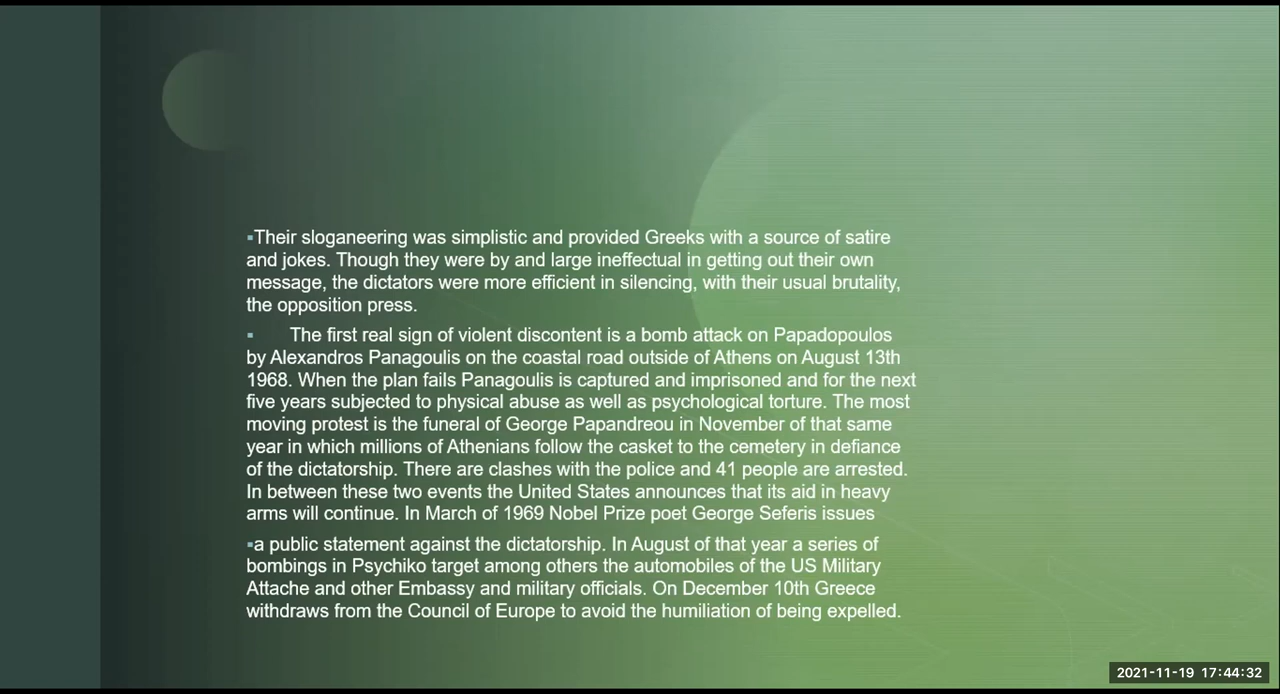 ▪Their sloganeering was simplistic and provided Greeks with a source of satire
and jokes. Though they were by and large ineffectual in getting out their own
message, the dictators were more efficient in silencing, with their usual brutality,
the opposition press.
▪ The first real sign of violent discontent is a bomb attack on Papadopoulos
by Alexandros Panagoulis on the coastal road outside of Athens on August 13th
1968. When the plan fails Panagoulis is captured and imprisoned and for the next
five years subjected to physical abuse as well as psychological torture. The most
moving protest is the funeral of George Papandreou in November of that same
year in which millions of Athenians follow the casket to the cemetery in defiance
of the dictatorship. There are clashes with the police and 41 people are arrested.
In between these two events the United States announces that its aid in heavy
arms will continue. In March of 1969 Nobel Prize poet George Seferis issues
▪a public statement against the dictatorship. In August of that year a series of
bombings in Psychiko target among others the automobiles of the US Military
Attache and other Embassy and military officials. On December 10th Greece
withdraws from the Council of Europe to avoid the humiliation of being expelled.
2021-11-19 17:44:32